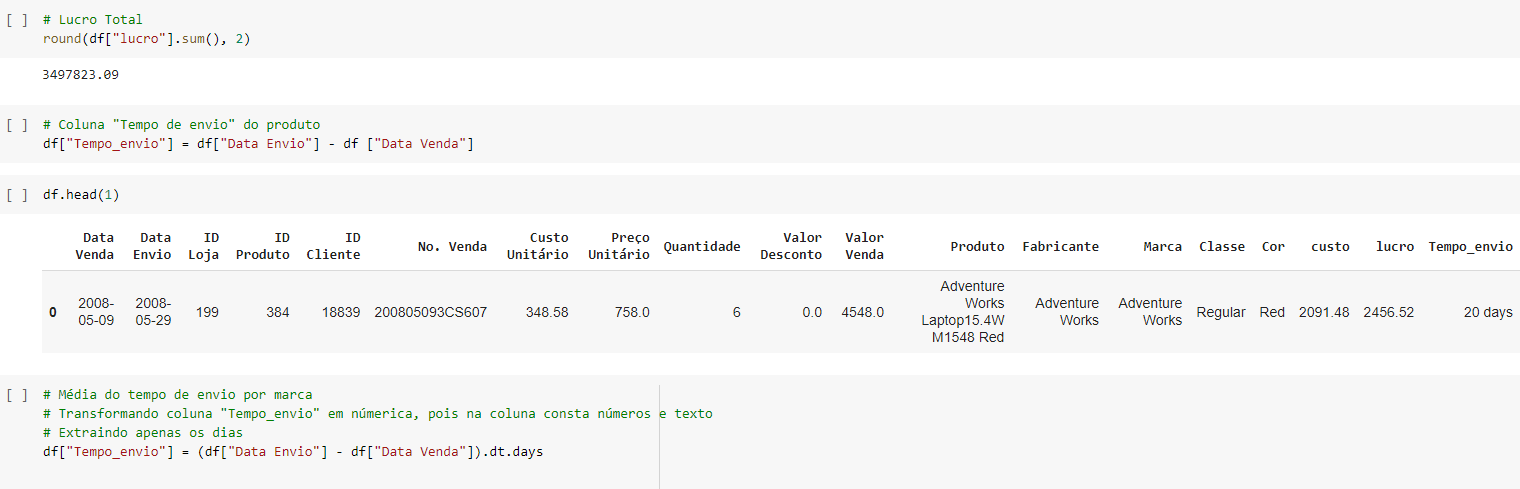 [ ] # Lucro Total
round(df["lucro"].sum(), 2)
3497823.09
[ ] # Coluna "Tempo de envio" do produto
df["Tempo_envio"] = df["Data Envio"] - df ["Data Venda"]
[ ] df.head(1)
Data Venda Data Envio ID Loja ID Produto ID Cliente No. Venda Custo Unitário Preço Unitário Quantidade Valor Desconto Valor Venda Produto Fabricante Marca Classe Cor custo lucro Tempo_envio
0 2008-05-09 2008-05-29 199 384 18839 200805093CS607 348.58 758.0 6 0.0 4548.0 Adventure Works Laptop15.4W M1548 Red Adventure Works Adventure Works Regular Red 2091.48 2456.52 20 days
[ ] # Média do tempo de envio por marca
# Transformando coluna "Tempo_envio" em númerica, pois na coluna consta números e texto
# Extraindo apenas os dias
df["Tempo_envio"] = (df["Data Envio"] - df["Data Venda"]).dt.days